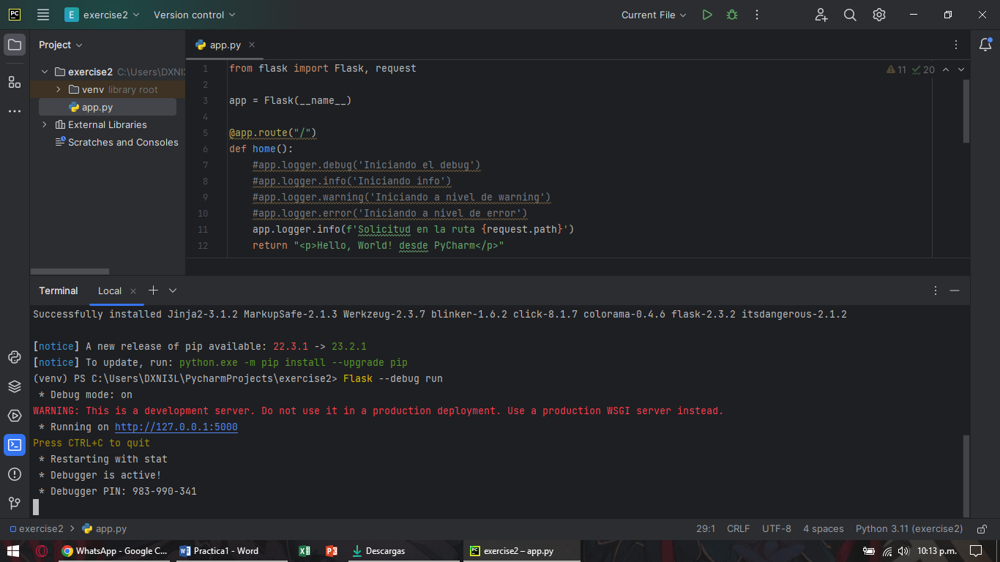 PC
E exercise2 Version control Current File
Project
app.py
exercise2 C:\Users\DXNI3
venv library root
app.py
External Libraries
Scratches and Consoles
11 20
1 from flask import Flask, request
2
3 app = Flask(__name__)
4
5 @app.route("/")
6 def home():
7 #app.logger.debug('Iniciando el debug')
8 #app.logger.info('Iniciando info')
9 #app.logger.warning('Iniciando a nivel de warning')
10 #app.logger.error('Iniciando a nivel de error')
11 app.logger.info(f'Solicitud en la ruta {request.path}')
12 return "<p>Hello, World! desde PyCharm</p>"
Terminal Local
Successfully installed Jinja2-3.1.2 MarkupSafe-2.1.3 Werkzeug-2.3.7 blinker-1.6.2 click-8.1.7 colorama-0.4.6 flask-2.3.2 itsdangerous-2.1.2
[notice] A new release of pip available: 22.3.1 -> 23.2.1
[notice] To update, run: python.exe -m pip install --upgrade pip
(venv) PS C:\Users\DXNI3L\PycharmProjects\exercise2> Flask --debug run
* Debug mode: on
WARNING: This is a development server. Do not use it in a production deployment. Use a production WSGI server instead.
* Running on http://127.0.0.1:5000
Press CTRL+C to quit
* Restarting with stat
* Debugger is active!
* Debugger PIN: 983-990-341
exercise2 > app.py 29:1 CRLF UTF-8 4 spaces Python 3.11 (exercise2)
WhatsApp - Google C... Practica1 - Word Descargas exercise2 – app.py 10:13 p.m.